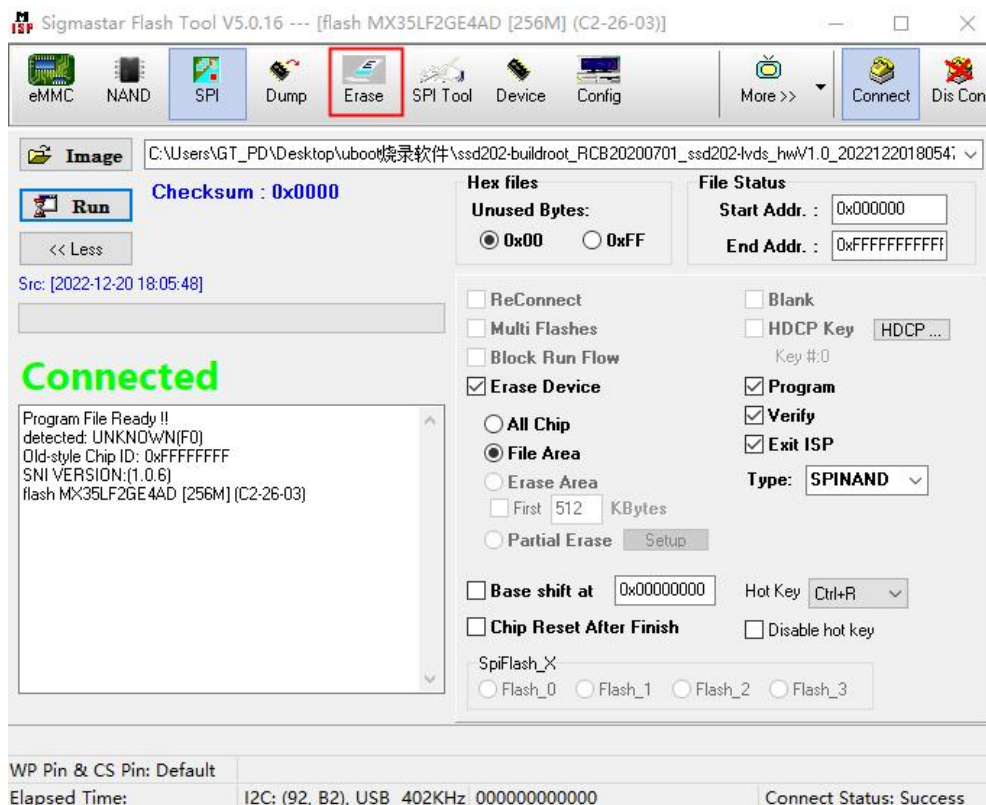 Sigmastar Flash Tool V5.0.16 --- [flash MX35LF2GE4AD [256M] (C2-26-03)]
eMMC NAND SPI Dump Erase SPI Tool Device Config More >> Connect Dis Con
Image C:\Users\GT_PD\Desktop\uboot烧录软件\ssd202-buildroot_RCB20200701_ssd202-lvds_hwV1.0_20221220180547
Run Checksum : 0x0000
<< Less
Src: [2022-12-20 18:05:48]
Connected
Program File Ready !!
detected: UNKNOWN(F0)
Old-style Chip ID: 0xFFFFFFFF
SNI VERSION:(1.0.6)
flash MX35LF2GE4AD [256M] (C2-26-03)
Hex files
Unused Bytes:
0x00 0xFF
File Status
Start Addr. : 0x000000
End Addr. : 0xFFFFFFFFFFF
ReConnect Blank
Multi Flashes HDCP Key HDCP ...
Block Run Flow Key #:0
Erase Device Program
All Chip Verify
File Area Exit ISP
Erase Area Type: SPINAND
First 512 KBytes
Partial Erase Setup
Base shift at 0x00000000 Hot Key Ctrl+R
Chip Reset After Finish Disable hot key
SpiFlash_X
Flash_0 Flash_1 Flash_2 Flash_3
WP Pin & CS Pin: Default
Elapsed Time: I2C: (92, B2), USB 402KHz 000000000000 Connect Status: Success